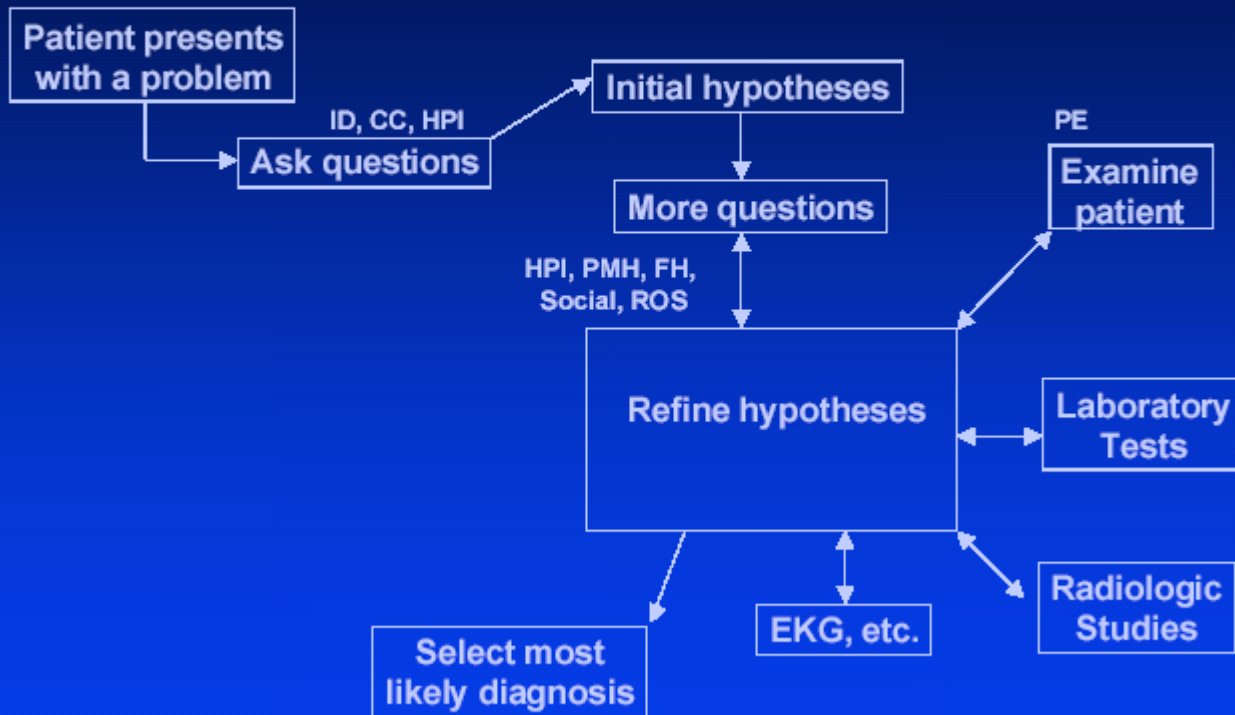 Patient presents
with a problem
ID, CC, HPI
Ask questions
Initial hypotheses
More questions
PE
Examine
patient
HPI, PMH, FH,
Social, ROS
Refine hypotheses
Laboratory
Tests
Radiologic
Studies
EKG, etc.
Select most
likely diagnosis